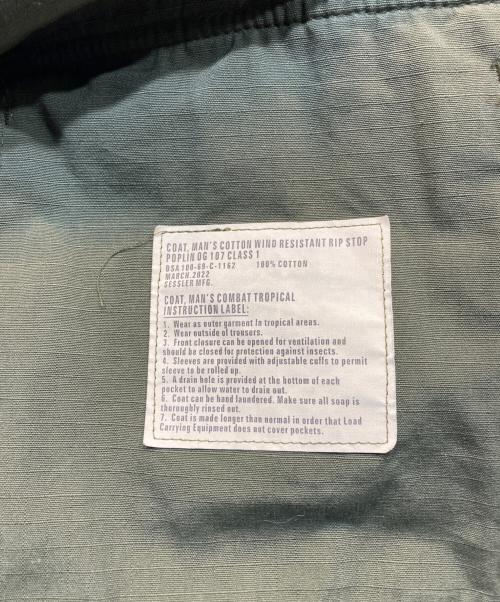 COAT, MAN'S COTTON WIND RESISTANT RIP STOP
POPLIN OG 107 CLASS 1
DSA 100-69-C-1162 100% COTTON
MARCH.2022
SESSLER MFG.
COAT, MAN'S COMBAT TROPICAL
INSTRUCTION LABEL:
1. Wear as outer garment In tropical areas.
2. Wear outside of trousers.
3. Front closure can be opened for ventilation and
should be closed for protection against insects.
4. Sleeves are provided with adjustable cuffs to permit
sleeve to be rolled up.
5. A drain hole is provided at the bottom of each
pocket to allow water to drain out.
6. Coat can be hand laundered. Make sure all soap is
thoroughly rinsed out.
7. Coat is made longer than normal in order that Load
Carrying Equipment does not cover pockets.